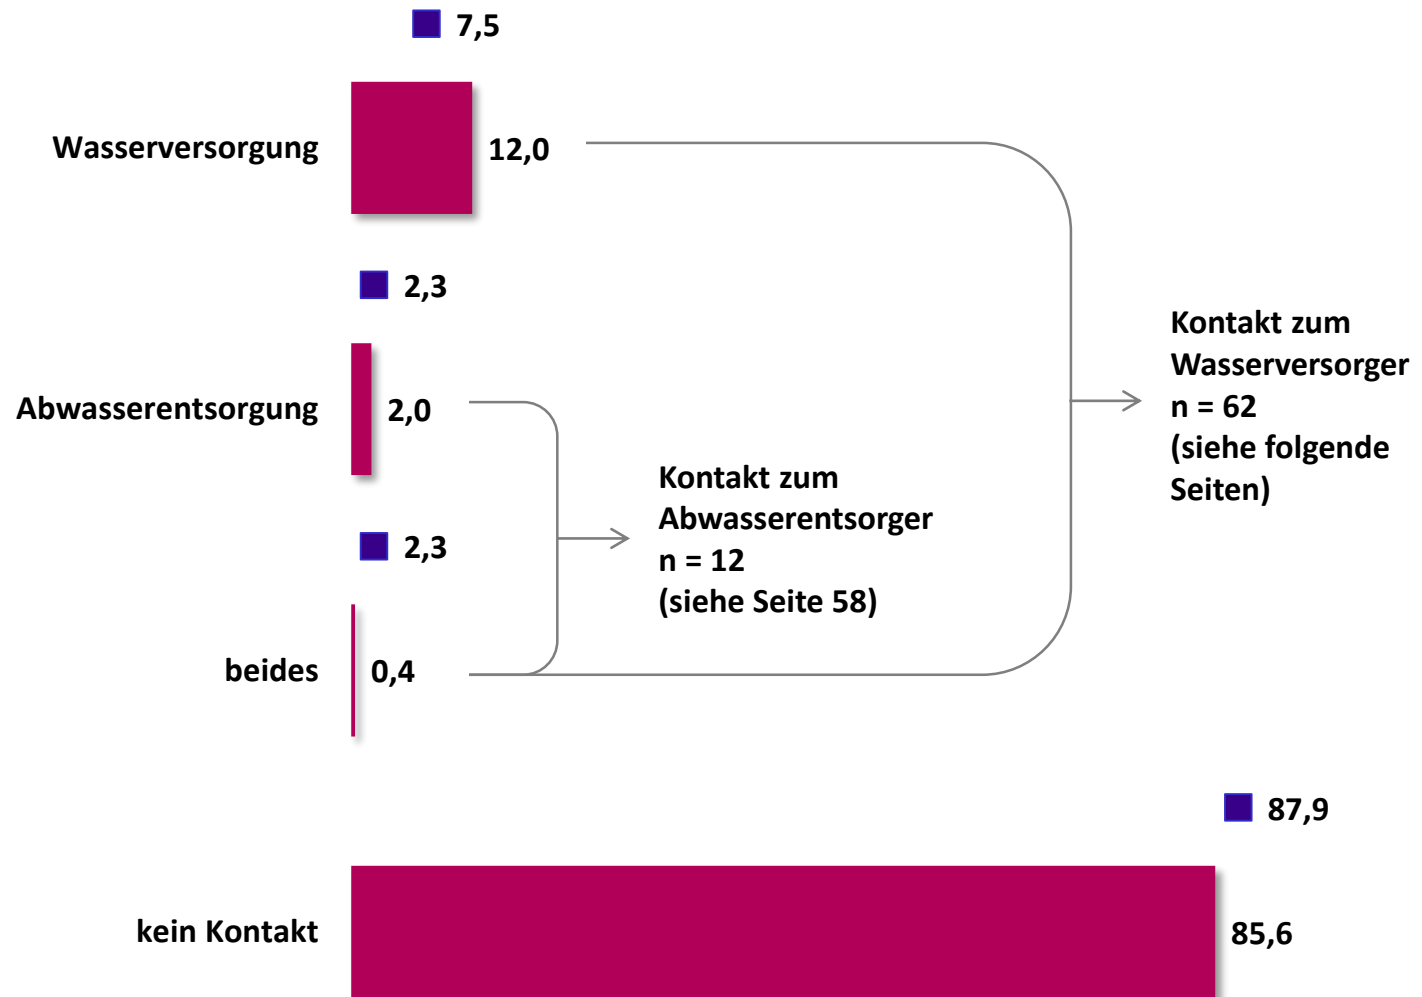 7,5
Wasserversorgung
12,0
2,3
Abwasserentsorgung
2,0
2,3
beides
0,4
Kontakt zum
Abwasserentsorger
n = 12
(siehe Seite 58)
Kontakt zum
Wasserversorger
n = 62
(siehe folgende
Seiten)
87,9
kein Kontakt
85,6